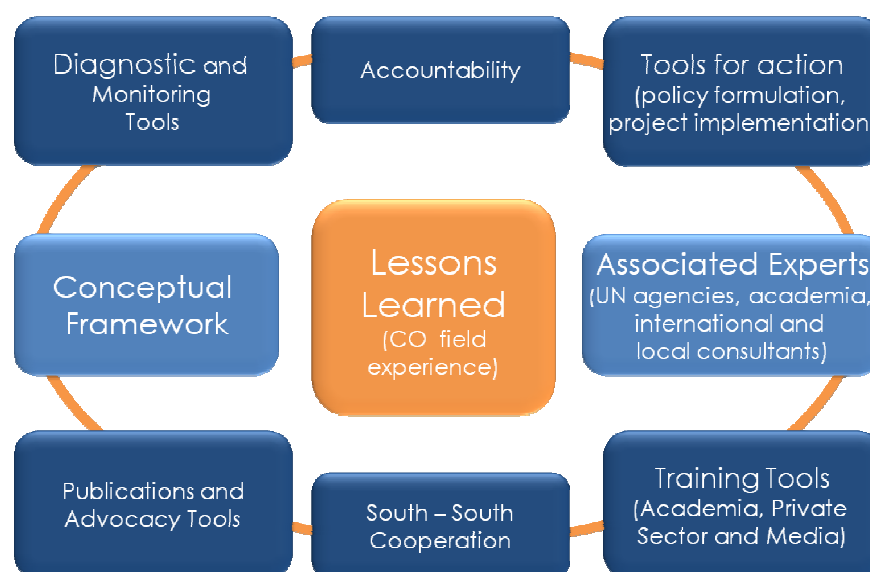 Diagnostic and
Monitoring
Tools
Accountability
Tools for action
(policy formulation,
project implementation
Conceptual
Framework
Lessons
Learned
(CO field
experience)
Associated Experts
(UN agencies, academia,
international and
local consultants)
Publications and
Advocacy Tools
South – South
Cooperation
Training Tools
(Academia, Private
Sector and Media)